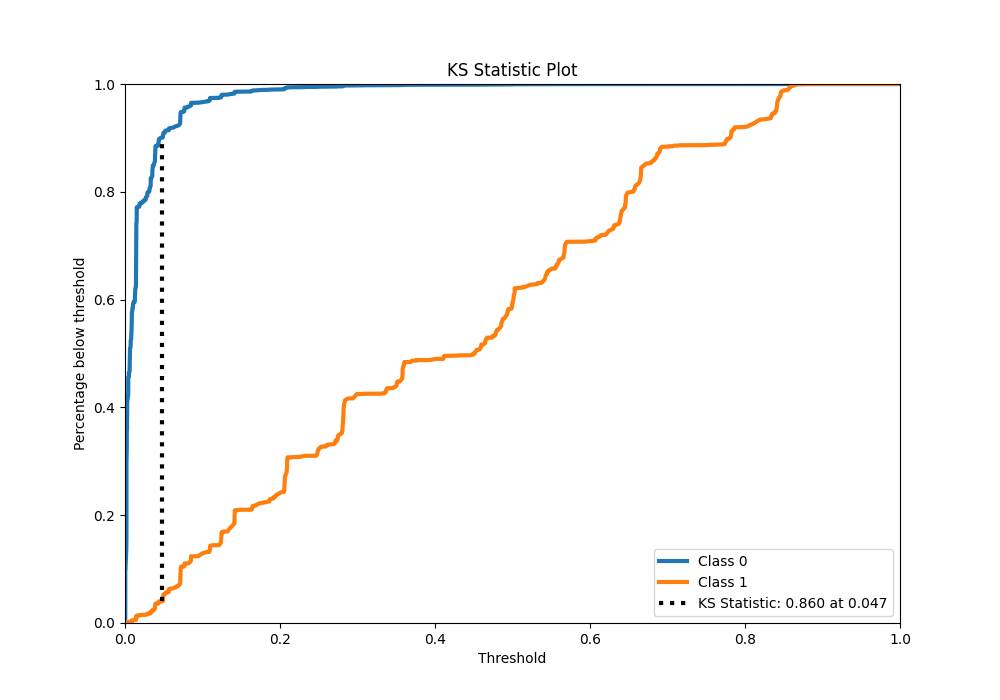 KS Statistic Plot
Percentage below threshold
1.0
0.8
0.6
0.4
0.2
0.0
0.0 0.2 0.4 0.6 0.8 1.0
Threshold
Class 0
Class 1
KS Statistic: 0.860 at 0.047